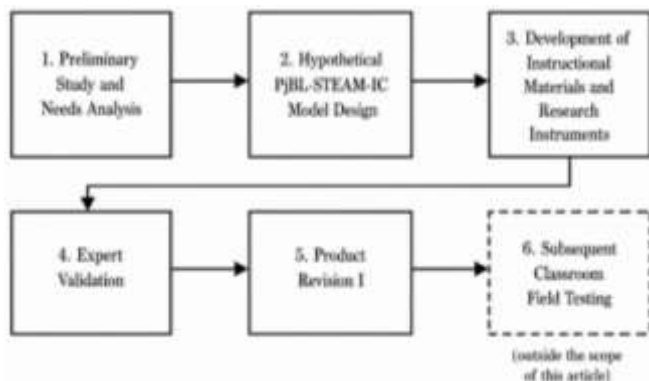 1. Preliminary
Study and
Needs Analysis
2. Hypothetical
PjBL-STEAM-IC
Model Design
3. Development of
Instructional
Materials and
Research
Instruments
4. Expert
Validation
5. Product
Revision I
6. Subsequent
Classroom
Field Testing
(outside the scope
of this article)